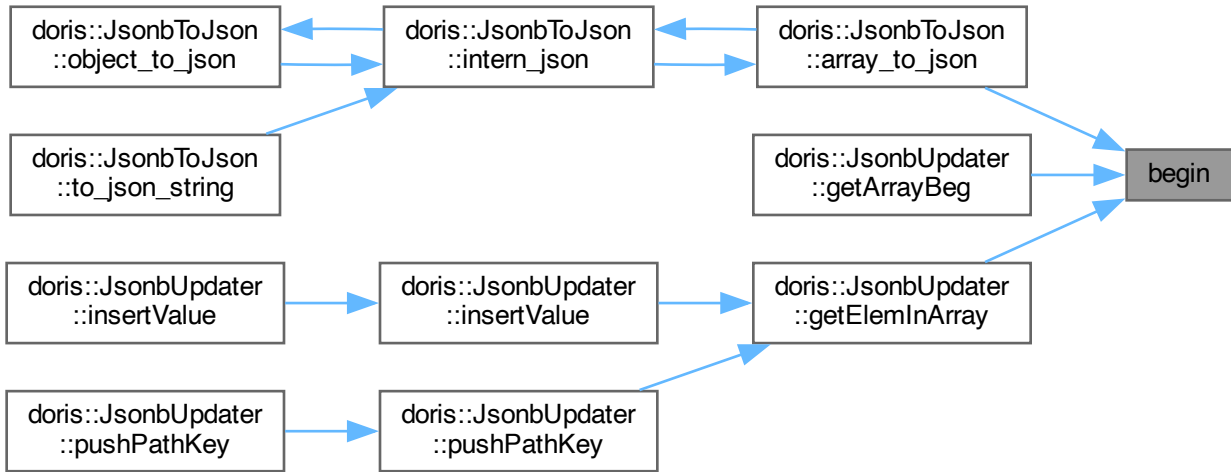 doris::JsonbToJson
::object_to_json
doris::JsonbToJson
::intern_json
doris::JsonbToJson
::array_to_json
doris::JsonbToJson
::to_json_string
doris::JsonbUpdater
::getArrayBeg
begin
doris::JsonbUpdater
::insertValue
doris::JsonbUpdater
::insertValue
doris::JsonbUpdater
::getElemInArray
doris::JsonbUpdater
::pushPathKey
doris::JsonbUpdater
::pushPathKey